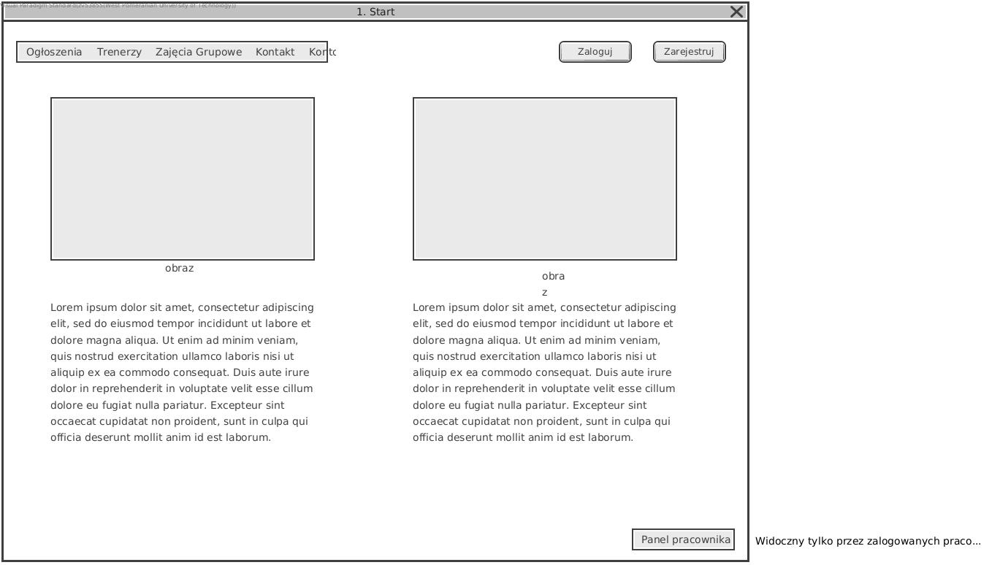 Visual Paradigm Standard(zv53855(West Pomeranian University of Technology))
1. Start
Ogłoszenia Trenerzy Zajęcia Grupowe Kontakt Konto
Zaloguj
Zarejestruj
obraz
obra
z
Lorem ipsum dolor sit amet, consectetur adipiscing
elit, sed do eiusmod tempor incididunt ut labore et
dolore magna aliqua. Ut enim ad minim veniam,
quis nostrud exercitation ullamco laboris nisi ut
aliquip ex ea commodo consequat. Duis aute irure
dolor in reprehenderit in voluptate velit esse cillum
dolore eu fugiat nulla pariatur. Excepteur sint
occaecat cupidatat non proident, sunt in culpa qui
officia deserunt mollit anim id est laborum.
Lorem ipsum dolor sit amet, consectetur adipiscing
elit, sed do eiusmod tempor incididunt ut labore et
dolore magna aliqua. Ut enim ad minim veniam,
quis nostrud exercitation ullamco laboris nisi ut
aliquip ex ea commodo consequat. Duis aute irure
dolor in reprehenderit in voluptate velit esse cillum
dolore eu fugiat nulla pariatur. Excepteur sint
occaecat cupidatat non proident, sunt in culpa qui
officia deserunt mollit anim id est laborum.
Panel pracownika
Widoczny tylko przez zalogowanych praco...